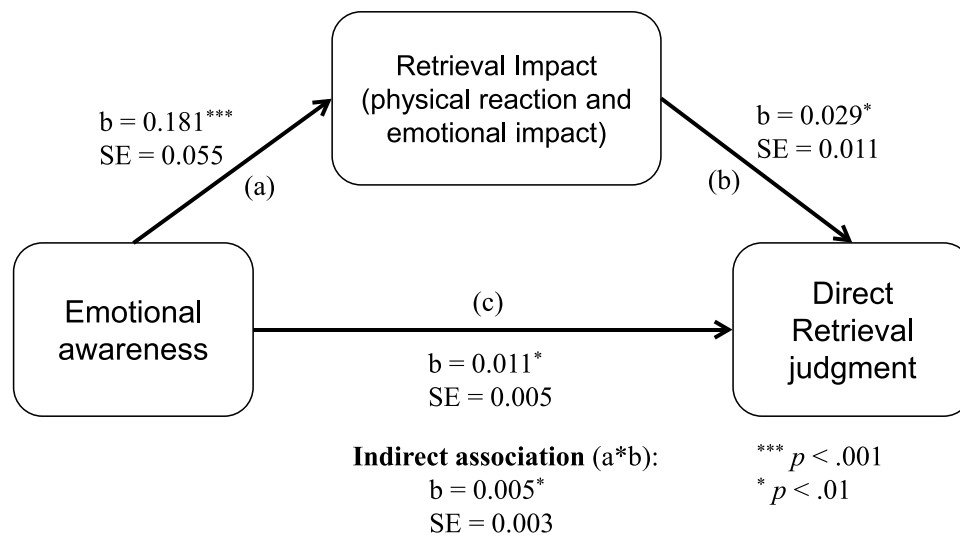 Retrieval Impact
(physical reaction and
emotional impact)
b = 0.181***
SE = 0.055
(a)
b = 0.029*
SE = 0.011
(b)
Emotional
awareness
(c)
b = 0.011*
SE = 0.005
Direct
Retrieval
judgment
Indirect association (a*b):
b = 0.005*
SE = 0.003
*** p < .001
* p < .01